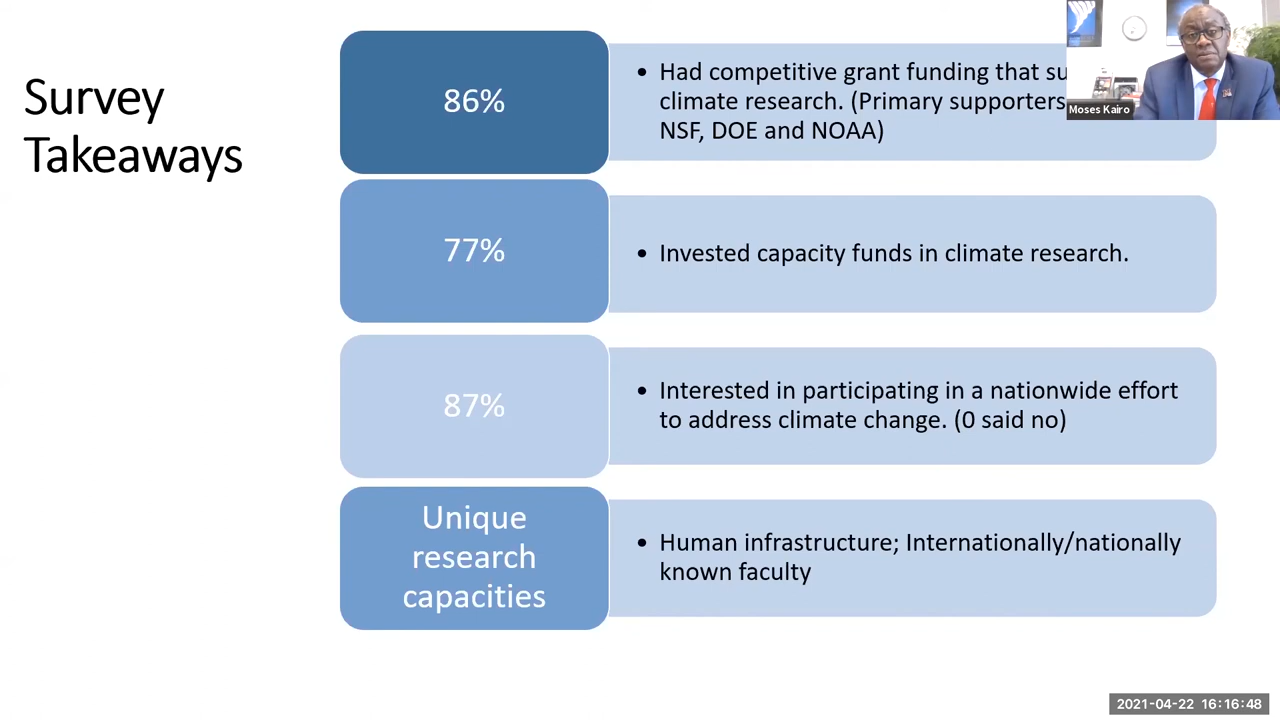 Survey
Takeaways
86%
• Had competitive grant funding that
climate research. (Primary supporters
NSF, DOE and NOAA)
77%
• Invested capacity funds in climate research.
87%
• Interested in participating in a nationwide effort
to address climate change. (0 said no)
Unique
research
capacities
• Human infrastructure; Internationally/nationally
known faculty
Moses Kairo
2021-04-22 16:16:48